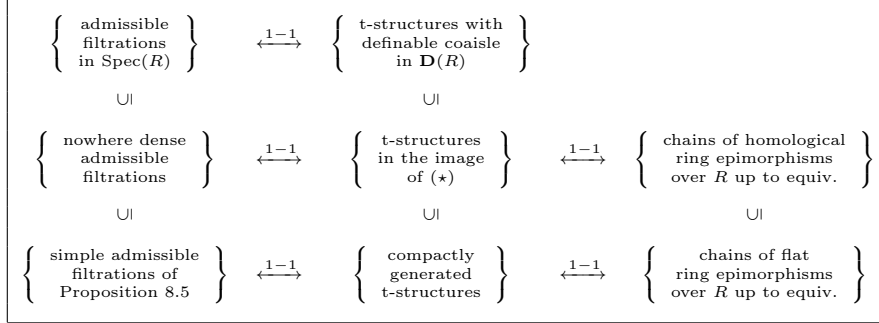 { admissible filtrations in Spec(R) } ⟷^{1−1} { t-structures with definable coaisle in D(R) }
∪| ∪|
{ nowhere dense admissible filtrations } ⟷^{1−1} { t-structures in the image of (⋆) } ⟷^{1−1} { chains of homological ring epimorphisms over R up to equiv. }
∪| ∪| ∪|
{ simple admissible filtrations of Proposition 8.5 } ⟷^{1−1} { compactly generated t-structures } ⟷^{1−1} { chains of flat ring epimorphisms over R up to equiv. }